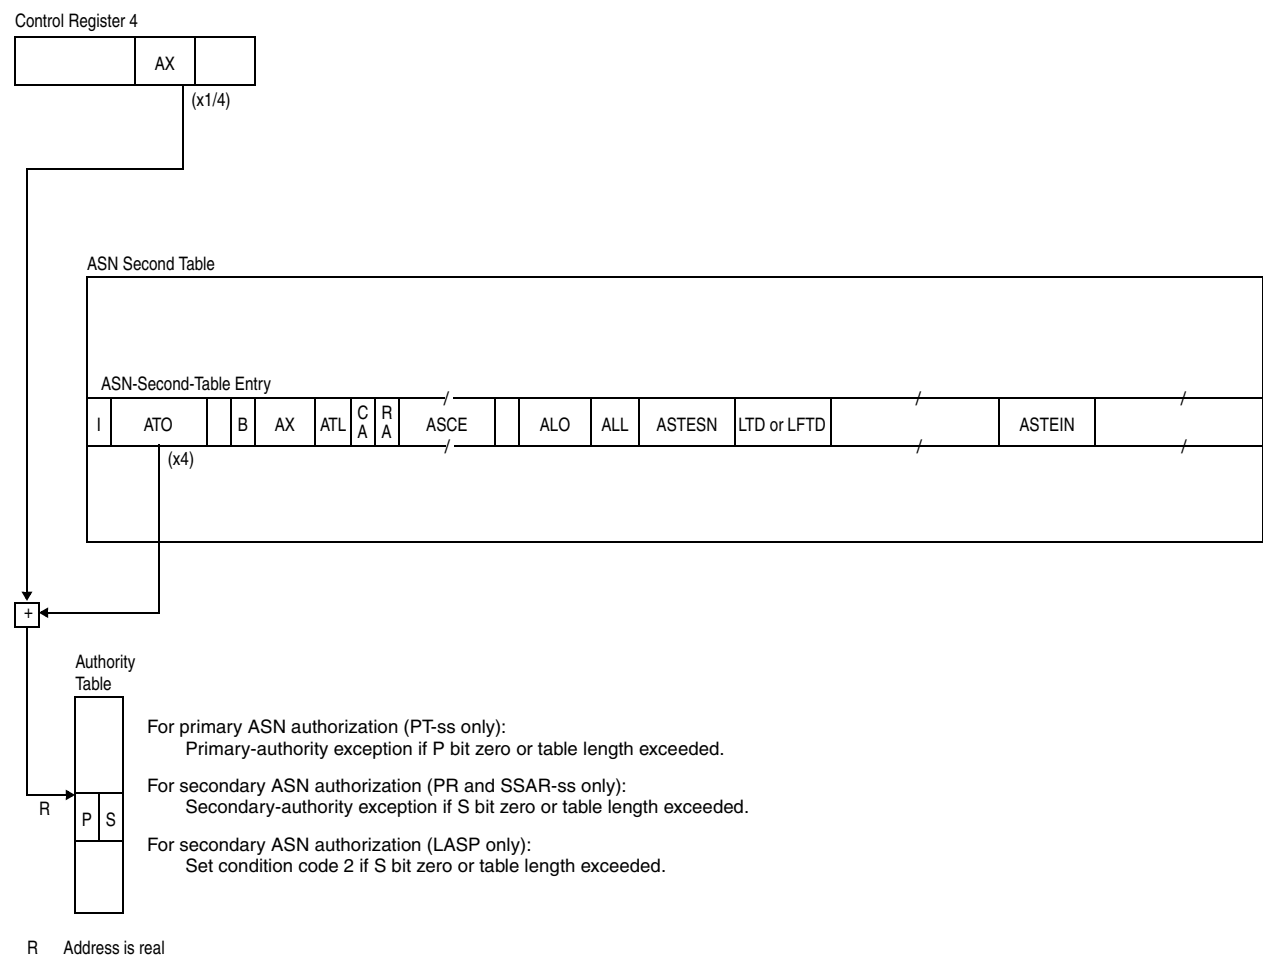 Control Register 4
AX
(x1/4)
ASN Second Table
ASN-Second-Table Entry
I ATO B AX ATL CA RA ASCE ALO ALL ASTESN LTD or LFTD ASTEIN
(x4)
+
Authority
Table
For primary ASN authorization (PT-ss only):
Primary-authority exception if P bit zero or table length exceeded.
For secondary ASN authorization (PR and SSAR-ss only):
Secondary-authority exception if S bit zero or table length exceeded.
R
P S
For secondary ASN authorization (LASP only):
Set condition code 2 if S bit zero or table length exceeded.
R Address is real